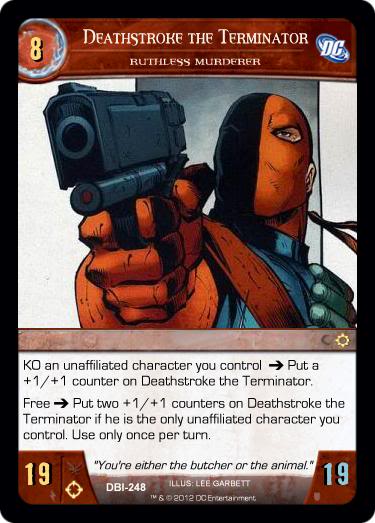 8
DEATHSTROKE THE TERMINATOR
DC
RUTHLESS MURDERER
KO an unaffiliated character you control ➔ Put a
+1/+1 counter on Deathstroke the Terminator.
Free ➔ Put two +1/+1 counters on Deathstroke the
Terminator if he is the only unaffiliated character you
control. Use only once per turn.
"You're either the butcher or the animal."
19
DBI-248
ILLUS: LEE GARBETT
19
™ & © 2012 DC Entertainment